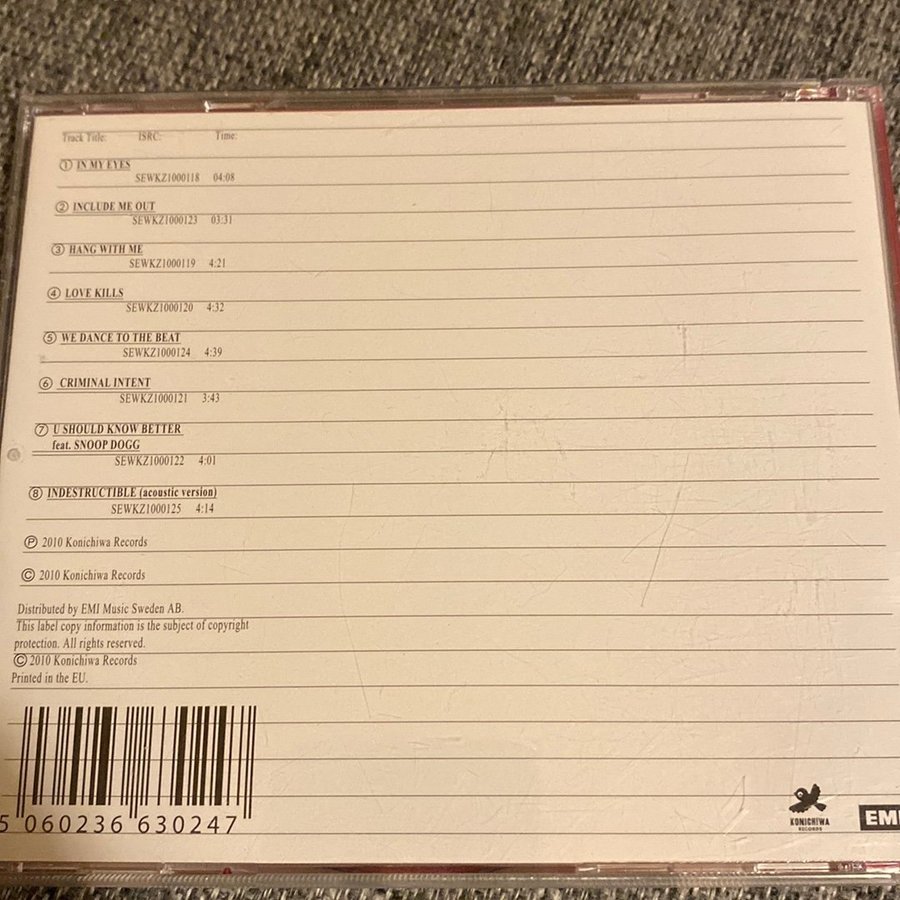 Track Title: ISRC: Time:
① IN MY EYES
SEWKZ1000118 04:08
② INCLUDE ME OUT
SEWKZ1000123 03:31
③ HANG WITH ME
SEWKZ1000119 4:21
④ LOVE KILLS
SEWKZ1000120 4:32
⑤ WE DANCE TO THE BEAT
SEWKZ1000124 4:39
⑥ CRIMINAL INTENT
SEWKZ1000121 3:43
⑦ U SHOULD KNOW BETTER
feat. SNOOP DOGG
SEWKZ1000122 4:01
⑧ INDESTRUCTIBLE (acoustic version)
SEWKZ1000125 4:14
℗ 2010 Konichiwa Records
© 2010 Konichiwa Records
Distributed by EMI Music Sweden AB.
This label copy information is the subject of copyright
protection. All rights reserved.
© 2010 Konichiwa Records
Printed in the EU.
5 060236 630247
KONICHIWA
RECORDS
EMI